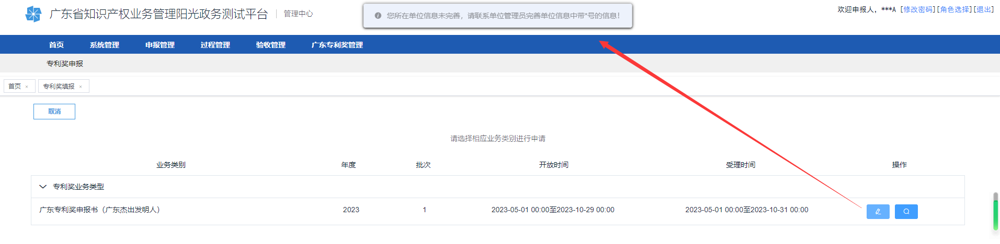 广东省知识产权业务管理阳光政务测试平台 管理中心
您所在单位信息未完善，请联系单位管理员完善单位信息中带*号的信息！
欢迎申报人，***A [修改密码][角色选择][退出]
首页 系统管理 申报管理 过程管理 验收管理 广东专利奖管理
专利奖申报
首页 × 专利奖填报 ×
取消
请选择相应业务类别进行申请
业务类别 年度 批次 开放时间 受理时间 操作
专利奖业务类型
广东专利奖申报书（广东杰出发明人） 2023 1 2023-05-01 00:00至2023-10-29 00:00 2023-05-01 00:00至2023-10-31 00:00